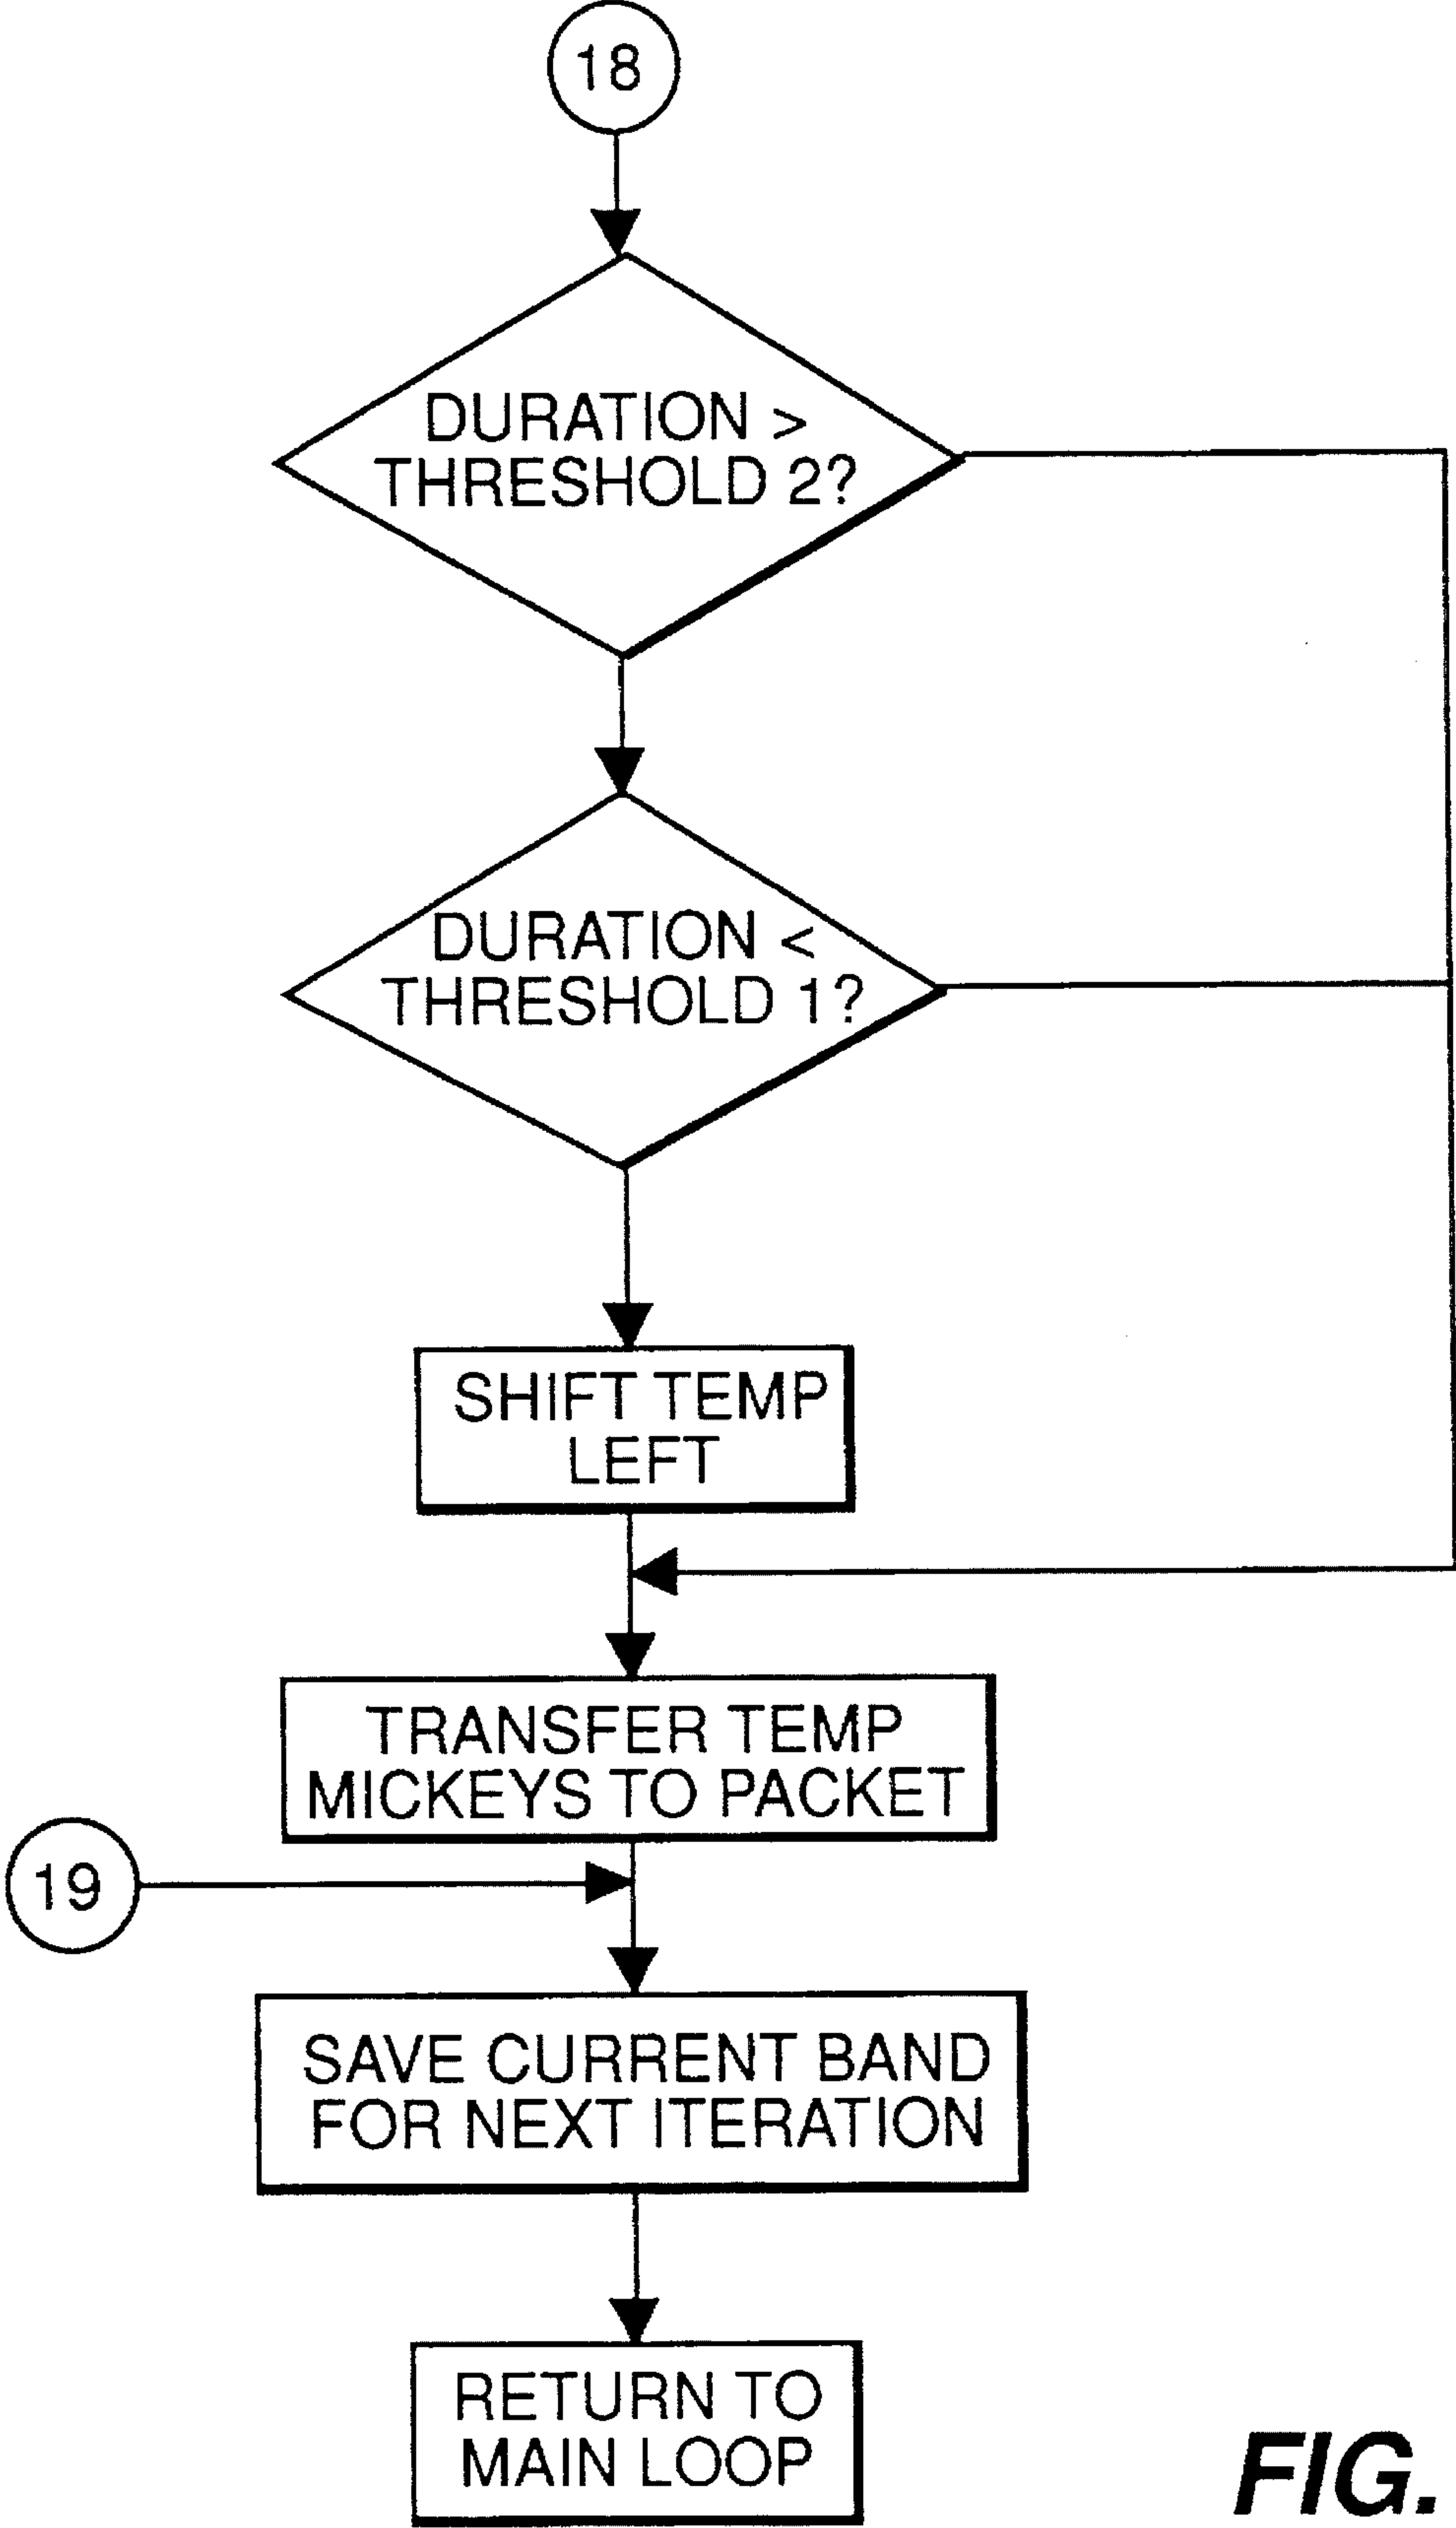 18
DURATION >
THRESHOLD 2?
DURATION <
THRESHOLD 1?
SHIFT TEMP
LEFT
TRANSFER TEMP
MICKEYS TO PACKET
19
SAVE CURRENT BAND
FOR NEXT ITERATION
RETURN TO
MAIN LOOP
FIG.